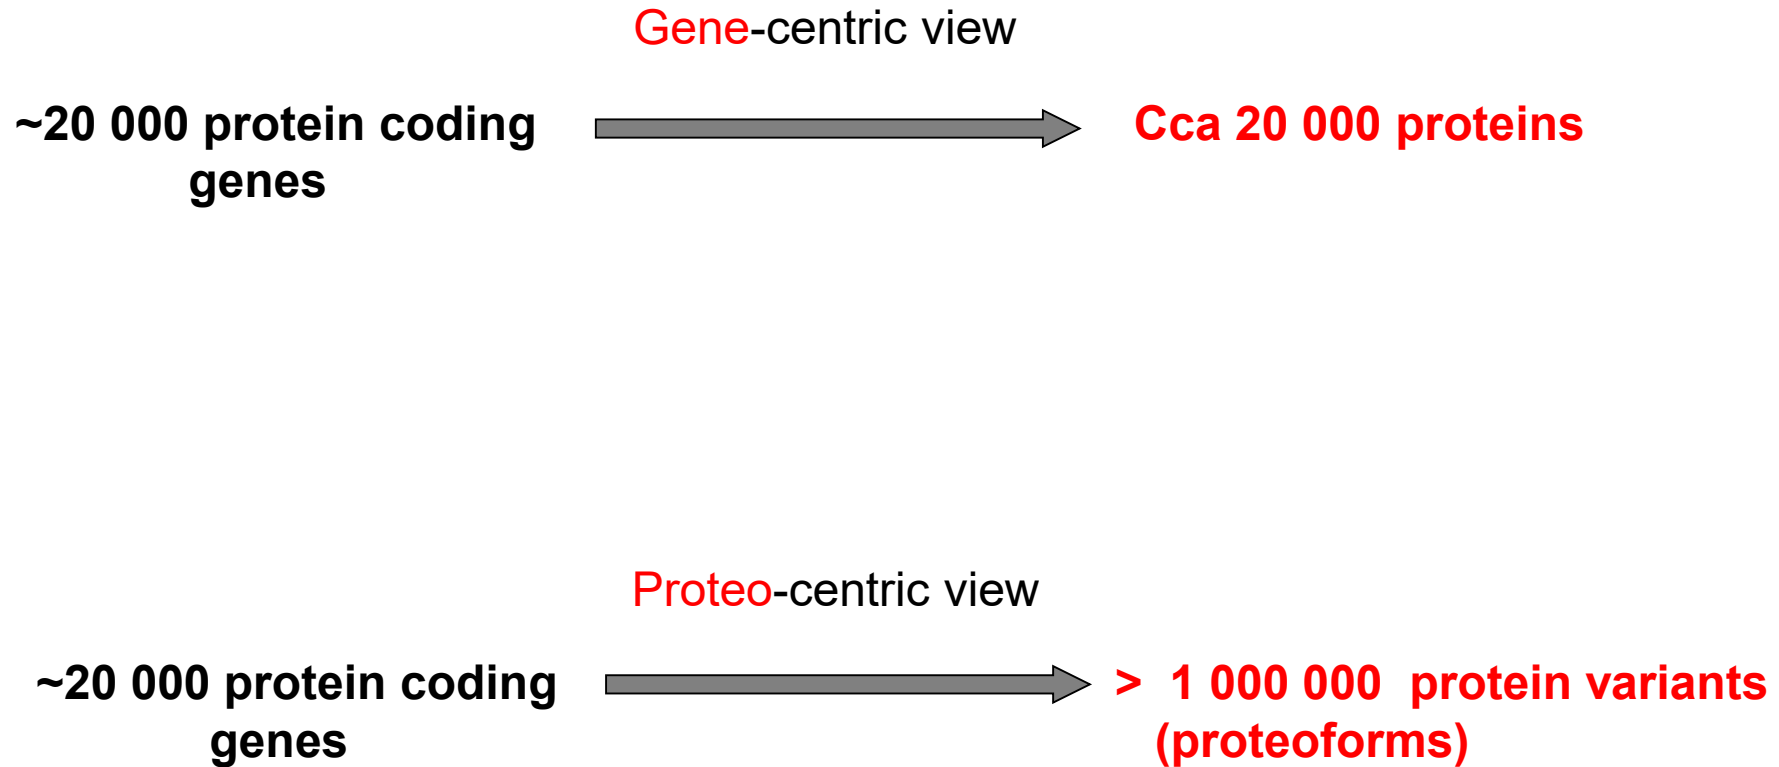 Gene-centric view
~20 000 protein coding
genes
Cca 20 000 proteins
Proteo-centric view
~20 000 protein coding
genes
> 1 000 000 protein variants
(proteoforms)